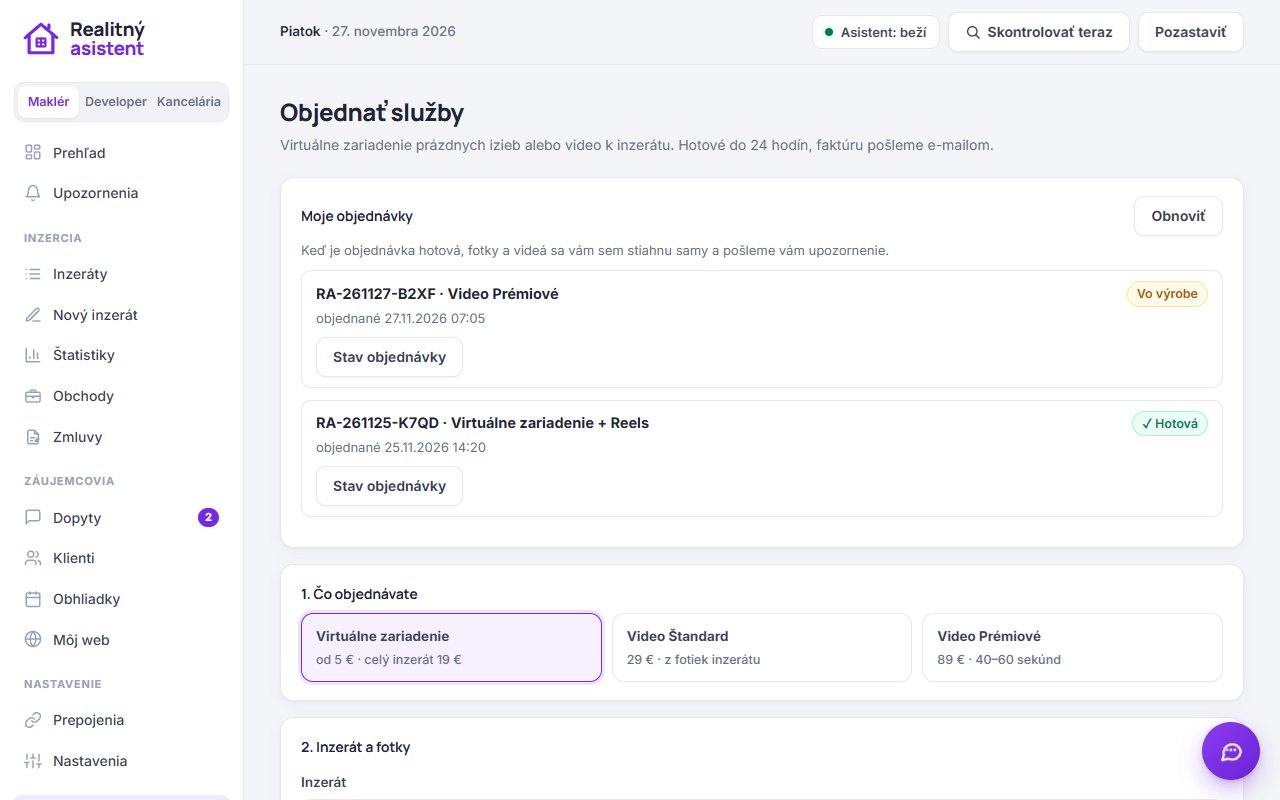 Realitný
asistent
Maklér
Developer
Kancelária
Prehľad
Upozornenia
INZERCIA
Inzeráty
Nový inzerát
Štatistiky
Obchody
Zmluvy
ZÁUJEMCOVIA
Dopyty
2
Klienti
Obhliadky
Môj web
NASTAVENIE
Prepojenia
Nastavenia
Piatok · 27. novembra 2026
Asistent: beží
Skontrolovať teraz
Pozastaviť
Objednať služby
Virtuálne zariadenie prázdnych izieb alebo video k inzerátu. Hotové do 24 hodín, faktúru pošleme e-mailom.
Moje objednávky
Obnoviť
Keď je objednávka hotová, fotky a videá sa vám sem stiahnu samy a pošleme vám upozornenie.
RA-261127-B2XF · Video Prémiové
Vo výrobe
objednané 27.11.2026 07:05
Stav objednávky
RA-261125-K7QD · Virtuálne zariadenie + Reels
✓ Hotová
objednané 25.11.2026 14:20
Stav objednávky
1. Čo objednávate
Virtuálne zariadenie
od 5 € · celý inzerát 19 €
Video Štandard
29 € · z fotiek inzerátu
Video Prémiové
89 € · 40–60 sekúnd
2. Inzerát a fotky
Inzerát